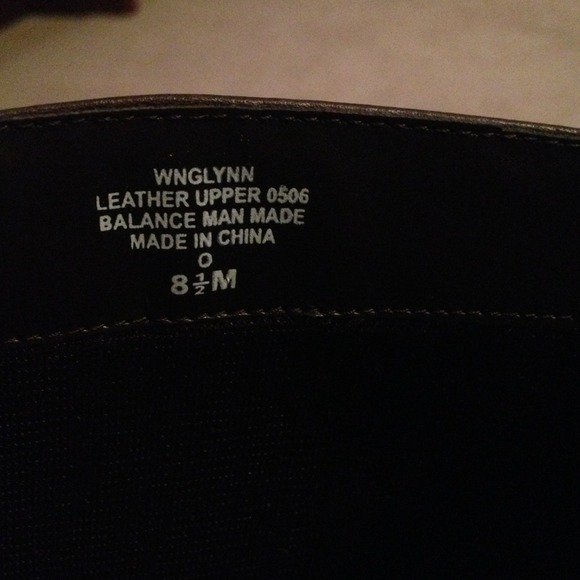 WNGLYNN
LEATHER UPPER 0506
BALANCE MAN MADE
MADE IN CHINA
O
8½M